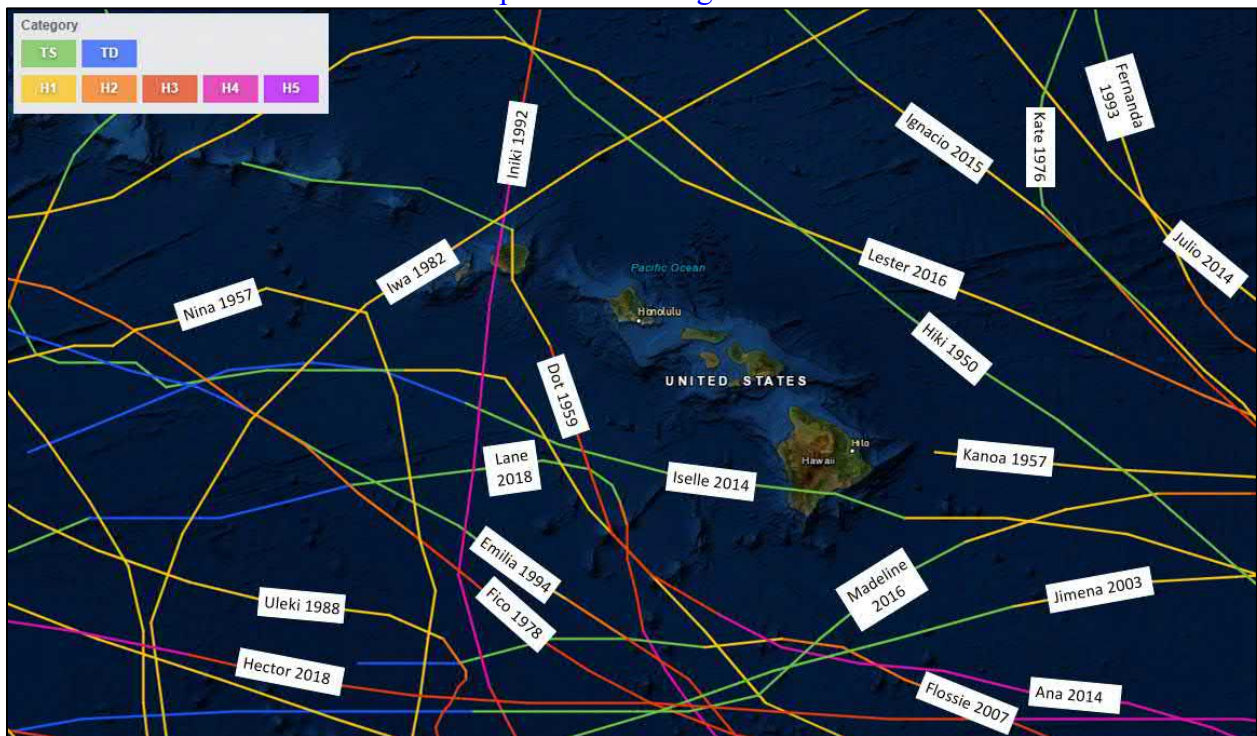 Category
TS TD
H1 H2 H3 H4 H5
Iniki 1992
Fernanda
1993
Kate 1976
Ignacio 2015
Julio 2014
Iwa 1982
Lester 2016
Pacific Ocean
Nina 1957
Honolulu
Hiki 1950
Dot 1959
UNITED STATES
Hilo
Hawaii
Kanoa 1957
Lane
2018
Iselle 2014
Emilia 1994
Madeline
2016
Jimena 2003
Uleki 1988
Fico 1978
Hector 2018
Flossie 2007
Ana 2014